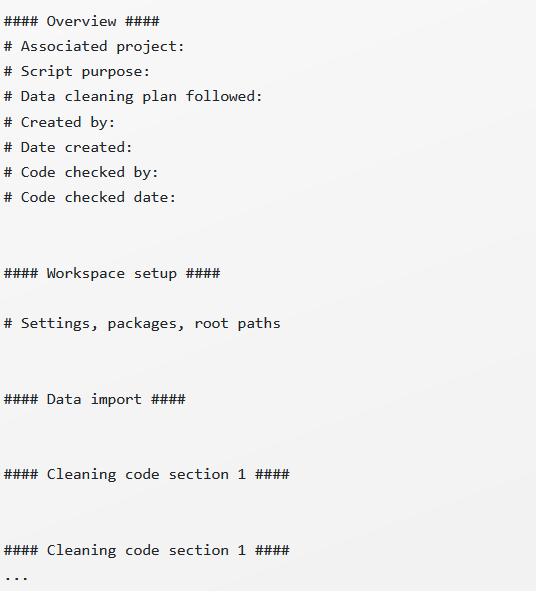 #### Overview ####
# Associated project:
# Script purpose:
# Data cleaning plan followed:
# Created by:
# Date created:
# Code checked by:
# Code checked date:
#### Workspace setup ####
# Settings, packages, root paths
#### Data import ####
#### Cleaning code section 1 ####
#### Cleaning code section 1 ####
...